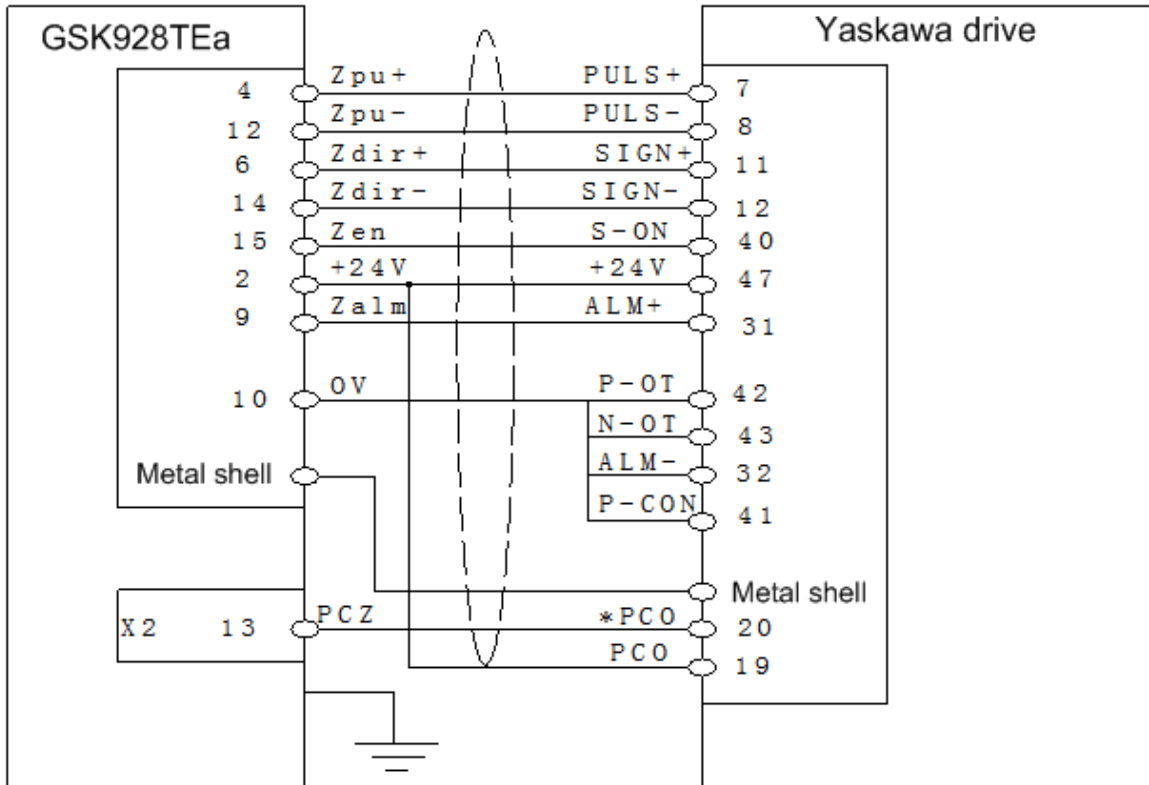 GSK928TEa Yaskawa drive
4 Zpu+ PULS+ 7
12 Zpu- PULS- 8
6 Zdir+ SIGN+ 11
14 Zdir- SIGN- 12
15 Zen S-ON 40
2 +24V +24V 47
9 Zalm ALM+ 31
10 0V P-OT 42
N-OT 43
ALM- 32
P-CON 41
Metal shell
Metal shell
X2 13 PCZ *PCO 20
PCO 19